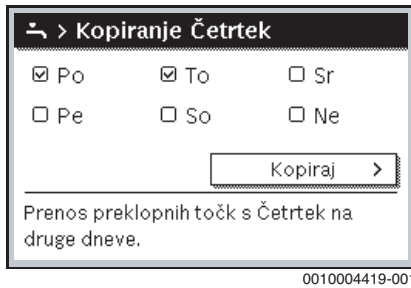 > Kopiranje Četrtek
Po To Sr
Pe So Ne
Kopiraj >
Prenos preklopnih točk s Četrtek na
druge dneve.
0010004419-001